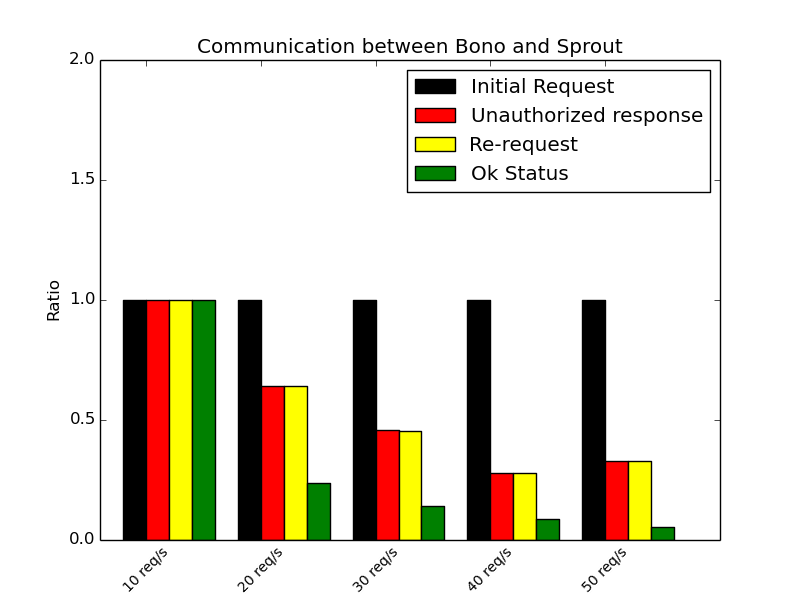 Communication between Bono and Sprout
2.0
1.5
1.0
0.5
0.0
Ratio
Initial Request
Unauthorized response
Re-request
Ok Status
10 req/s
20 req/s
30 req/s
40 req/s
50 req/s